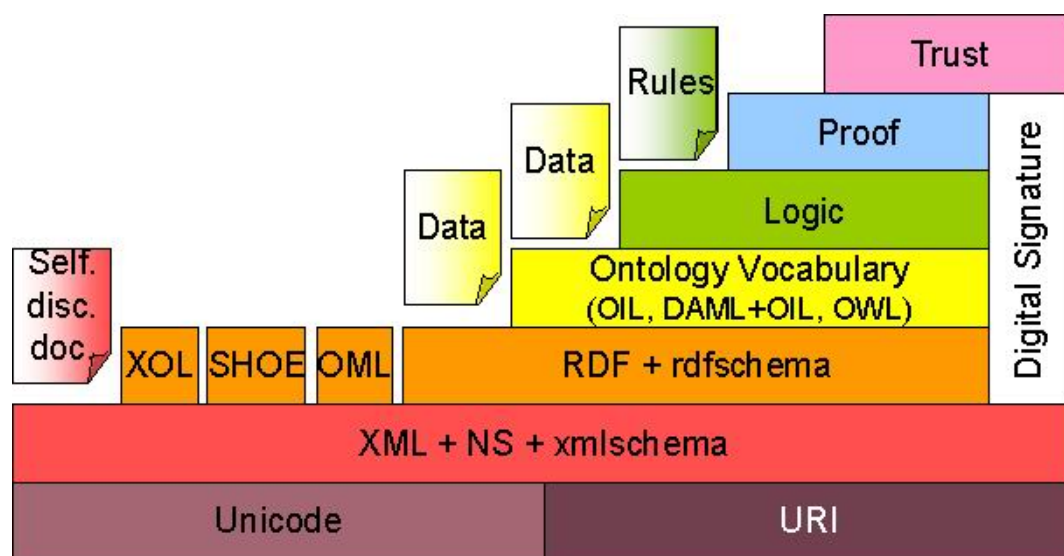 Trust
Rules
Proof
Data
Logic
Data
Digital Signature
Self.
disc.
doc
Ontology Vocabulary
(OIL, DAML+OIL, OWL)
XOL
SHOE
OML
RDF + rdfschema
XML + NS + xmlschema
Unicode
URI